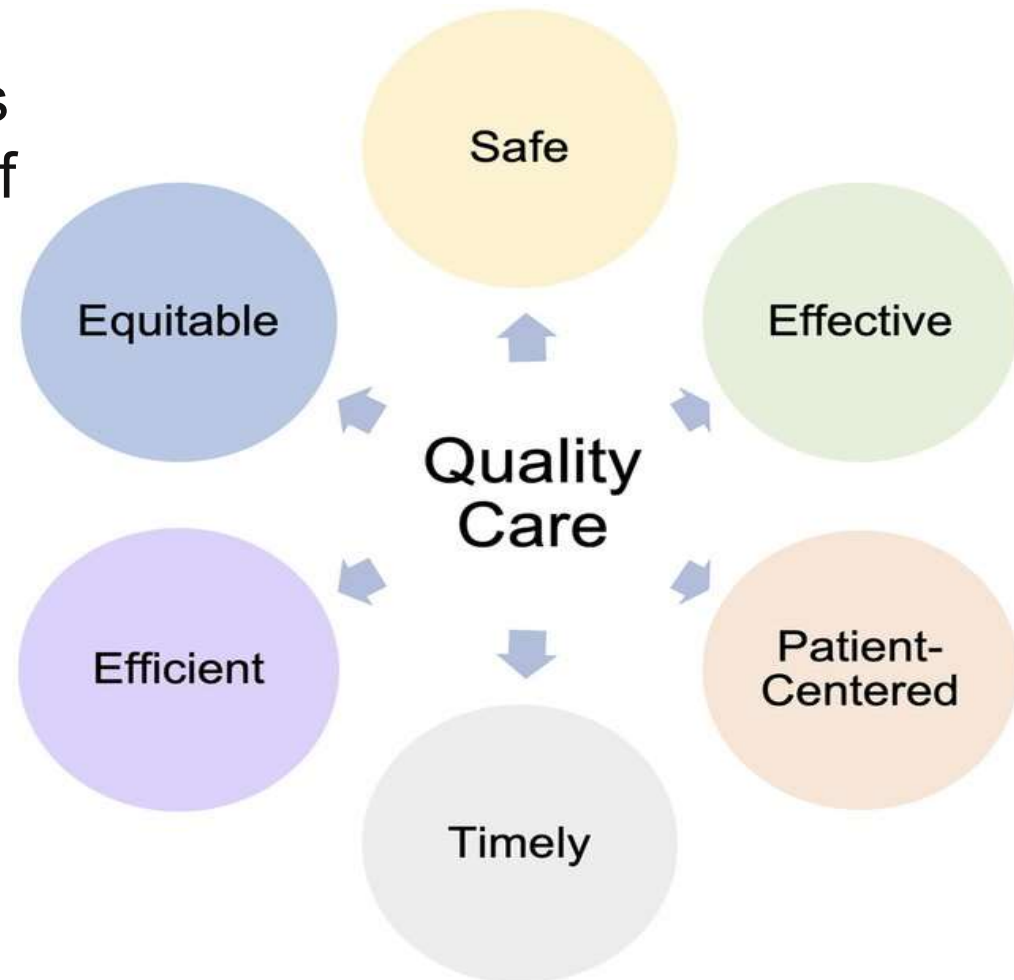 s
f
Safe
Equitable
Effective
Quality
Care
Efficient
Patient-
Centered
Timely